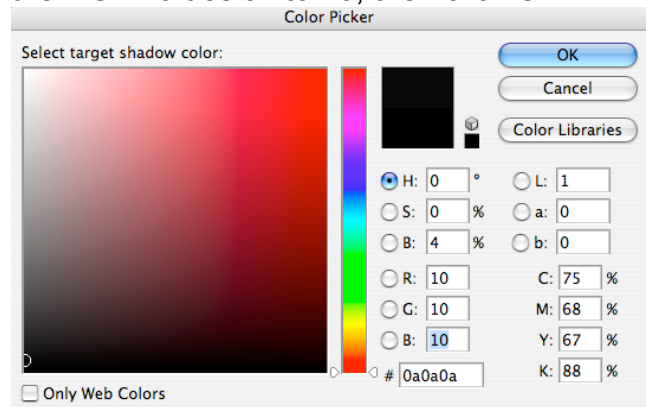 Color Picker
Select target shadow color:
OK
Cancel
Color Libraries
H: 0 °
L: 1
S: 0 %
a: 0
B: 4 %
b: 0
R: 10
C: 75 %
G: 10
M: 68 %
B: 10
Y: 67 %
# 0a0a0a
K: 88 %
Only Web Colors